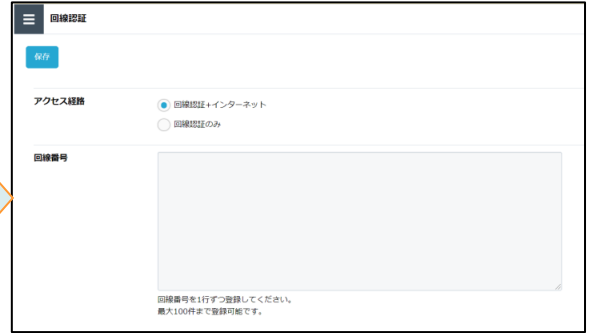 回線認証
保存
アクセス経路
回線認証+インターネット
回線認証のみ
回線番号
回線番号を1行ずつ登録してください。
最大100件まで登録可能です。